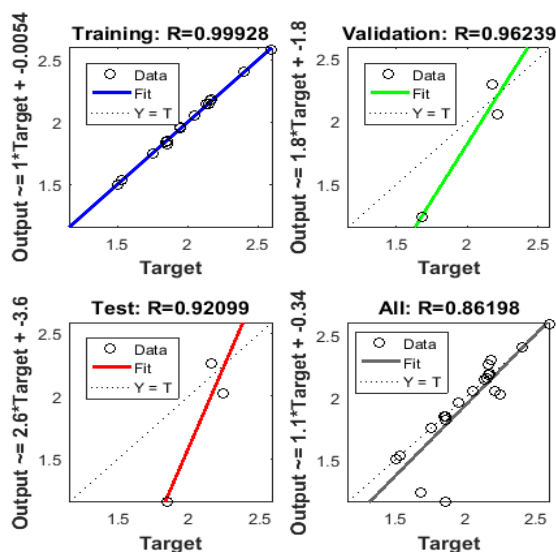 Training: R=0.99928
Output ~= 1*Target + -0.0054
2.5
2
1.5
Data
Fit
Y = T
1.5
2
2.5
Target
Validation: R=0.96239
Output ~= 1.8*Target + -1.8
2.5
2
1.5
Data
Fit
Y = T
1.5
2
2.5
Target
Test: R=0.92099
Output ~= 2.6*Target + -3.6
2.5
2
1.5
Data
Fit
Y = T
1.5
2
2.5
Target
All: R=0.86198
Output ~= 1.1*Target + -0.34
2.5
2
1.5
Data
Fit
Y = T
1.5
2
2.5
Target